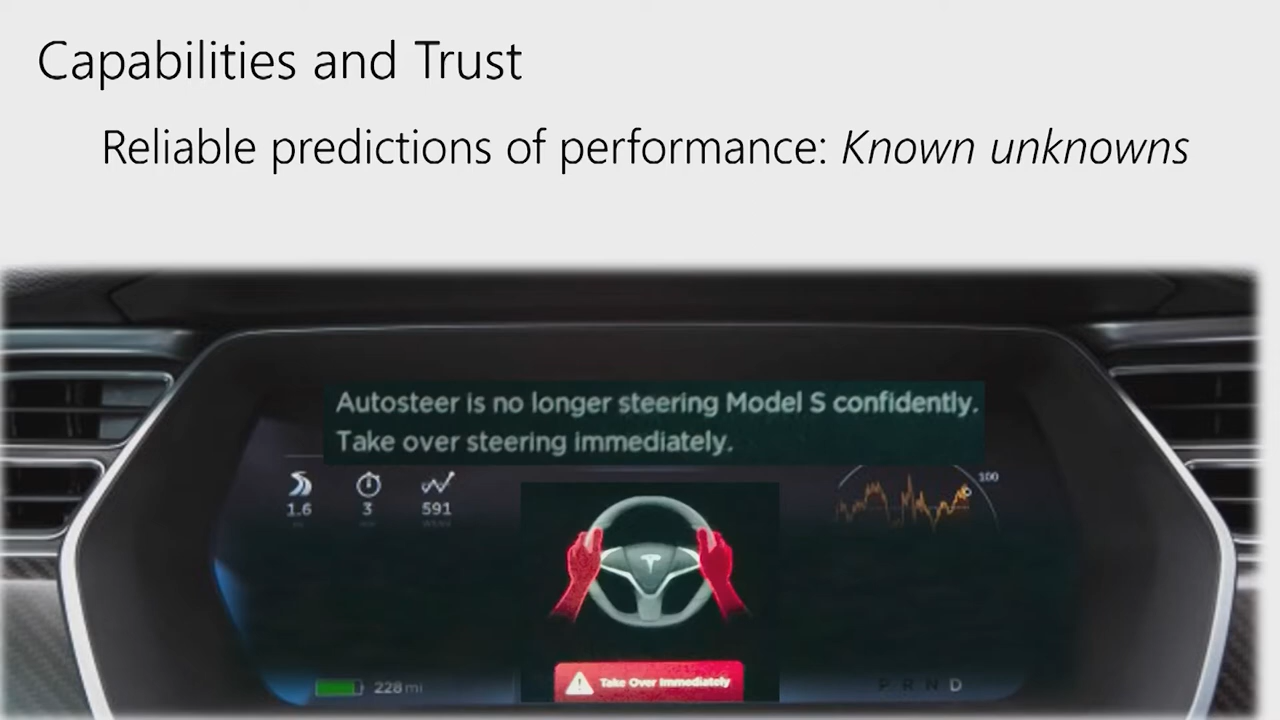 Capabilities and Trust
Reliable predictions of performance: Known unknowns
Autosteer is no longer steering Model S confidently.
Take over steering immediately.
100
1.6
3
591
Take Over Immediately
228 mi
P R N D